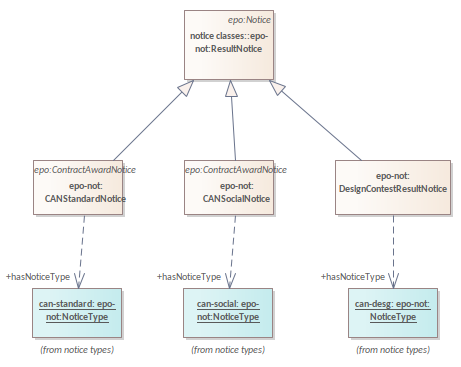 epo:Notice
notice classes::epo-
not:ResultNotice
epo:ContractAwardNotice
epo-not:
CANStandardNotice
epo:ContractAwardNotice
epo-not:
CANSocialNotice
epo-not:
DesignContestResultNotice
+hasNoticeType
+hasNoticeType
+hasNoticeType
can-standard: epo-
not:NoticeType
can-social: epo-
not:NoticeType
can-desg: epo-not:
NoticeType
(from notice types)
(from notice types)
(from notice types)